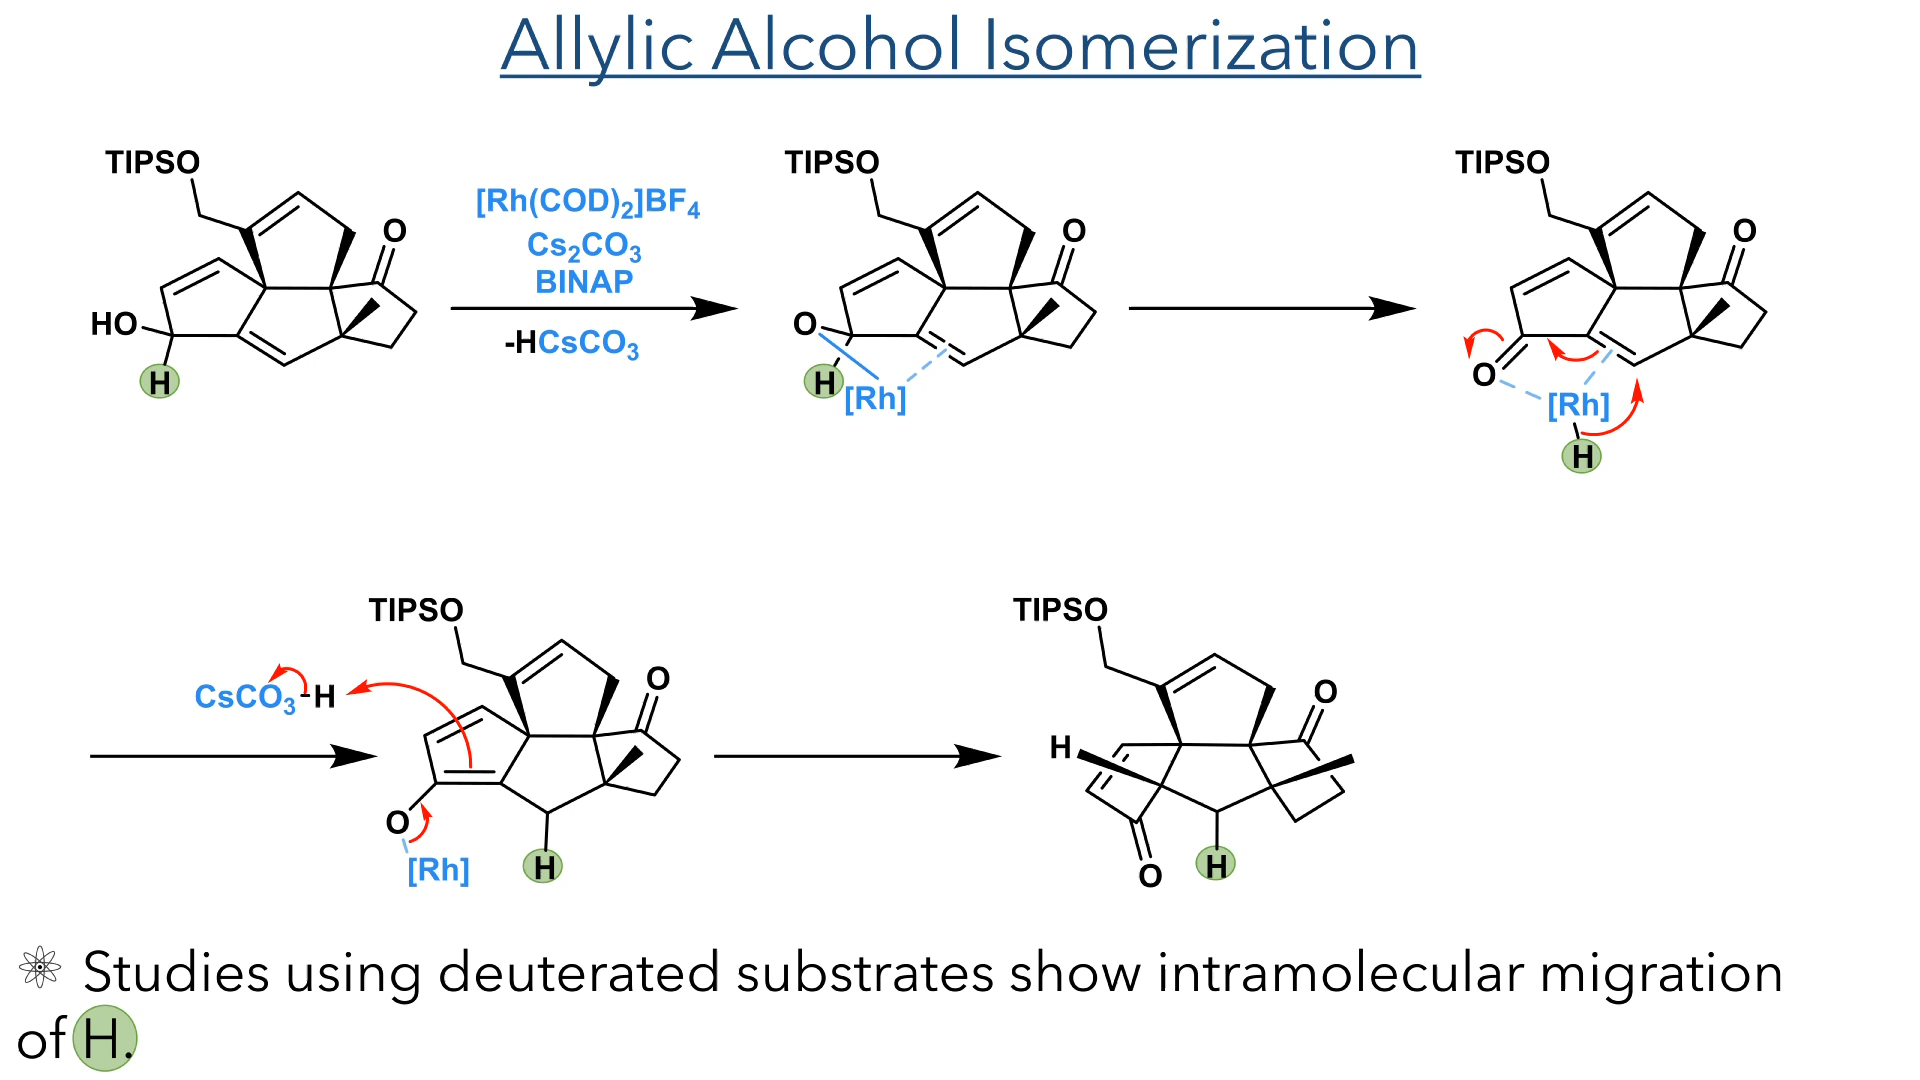 Allylic Alcohol Isomerization
TIPSO
HO
H
O
[Rh(COD)₂]BF₄
Cs₂CO₃
BINAP
-HCsCO₃
TIPSO
O
O
H
[Rh]
TIPSO
O
O
[Rh]
H
CsCO₃-H
TIPSO
O
O
[Rh]
H
TIPSO
O
H
O
H
Studies using deuterated substrates show intramolecular migration
of H.